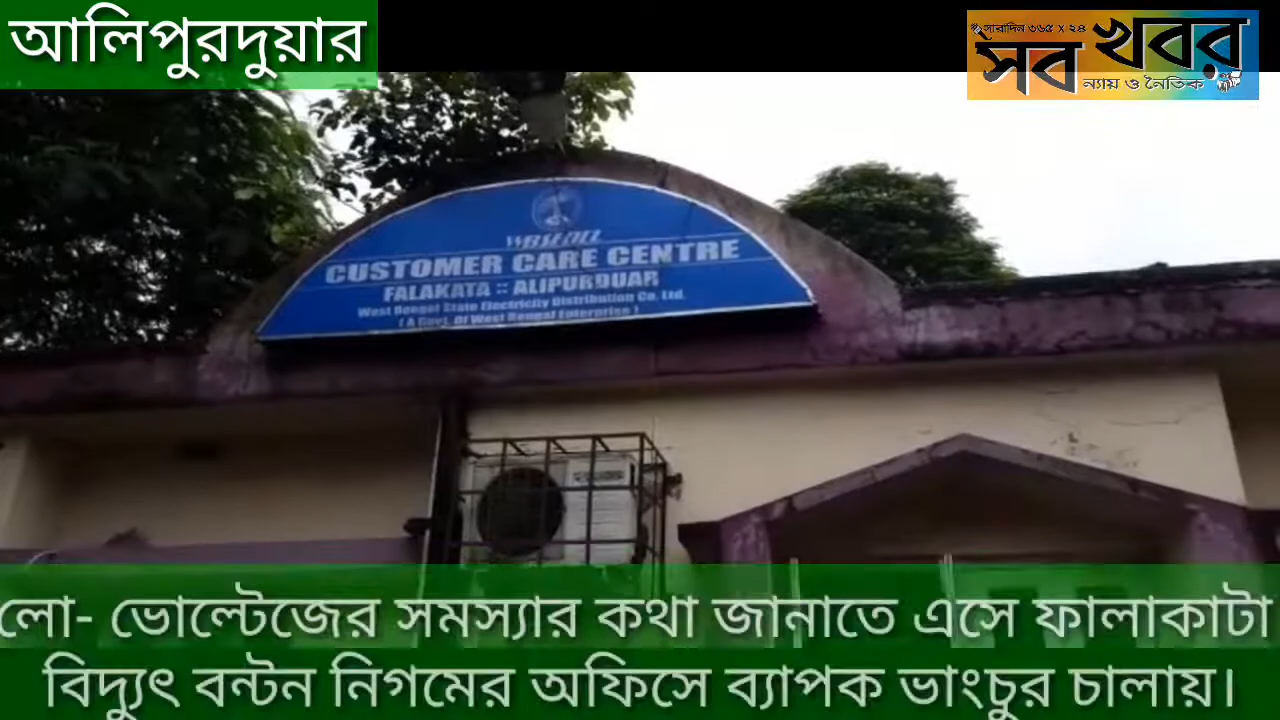 আলিপুরদুয়ার
সারাদিন ৩৬৫ x ২৪
সব খবর
ন্যায় ও নৈতিক
WBSEDCL
CUSTOMER CARE CENTRE
FALAKATA :: ALIPURDUAR
West Bengal State Electricity Distribution Co. Ltd.
( A Govt. Of West Bengal Enterprise )
লো- ভোল্টেজের সমস্যার কথা জানাতে এসে ফালাকাটা
বিদ্যুৎ বন্টন নিগমের অফিসে ব্যাপক ভাংচুর চালায়।